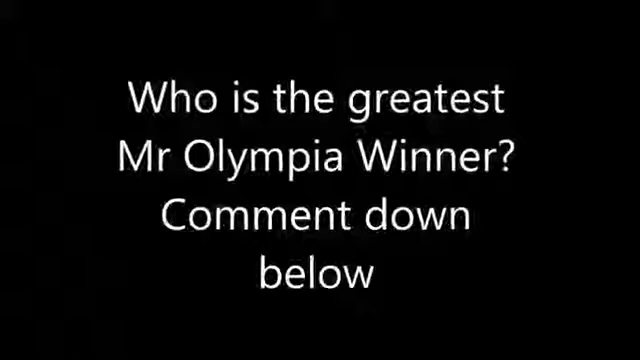 Who is the greatest
Mr Olympia Winner?
Comment down
below